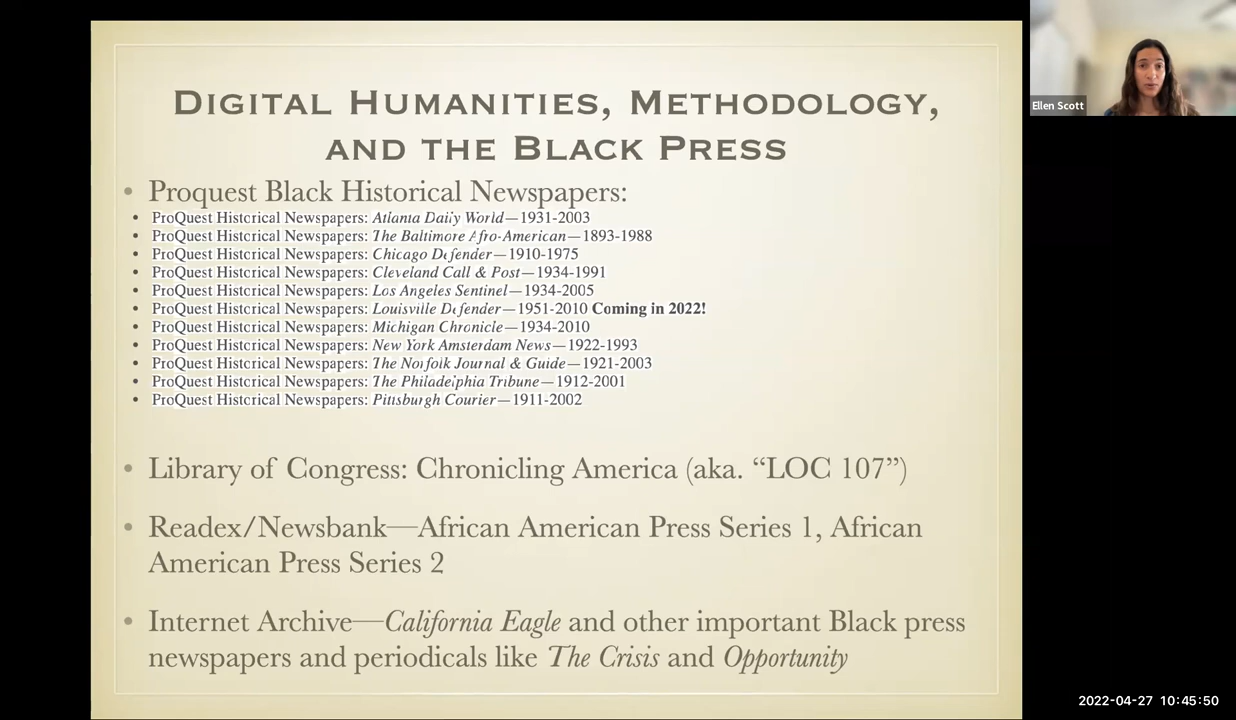 DIGITAL HUMANITIES, METHODOLOGY,
AND THE BLACK PRESS
• Proquest Black Historical Newspapers:
• ProQuest Historical Newspapers: Atlanta Daily World—1931-2003
• ProQuest Historical Newspapers: The Baltimore Afro-American—1893-1988
• ProQuest Historical Newspapers: Chicago Defender—1910-1975
• ProQuest Historical Newspapers: Cleveland Call & Post—1934-1991
• ProQuest Historical Newspapers: Los Angeles Sentinel—1934-2005
• ProQuest Historical Newspapers: Louisville Defender—1951-2010 Coming in 2022!
• ProQuest Historical Newspapers: Michigan Chronicle—1934-2010
• ProQuest Historical Newspapers: New York Amsterdam News—1922-1993
• ProQuest Historical Newspapers: The Norfolk Journal & Guide—1921-2003
• ProQuest Historical Newspapers: The Philadelphia Tribune—1912-2001
• ProQuest Historical Newspapers: Pittsburgh Courier—1911-2002
• Library of Congress: Chronicling America (aka. “LOC 107”)
• Readex/Newsbank—African American Press Series 1, African
American Press Series 2
• Internet Archive—California Eagle and other important Black press
newspapers and periodicals like The Crisis and Opportunity
Ellen Scott
2022-04-27 10:45:50